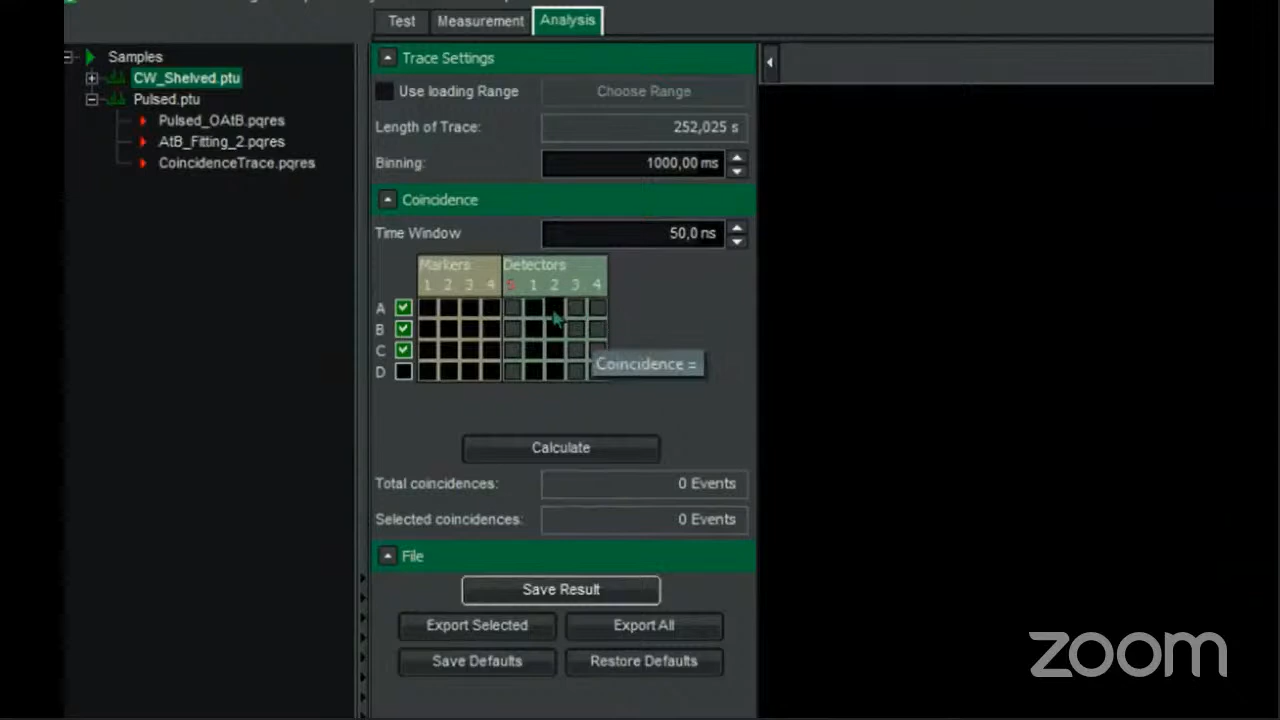 Test Measurement Analysis
Samples
CW_Shelved.ptu
Pulsed.ptu
Pulsed_OAtB.pqres
AtB_Fitting_2.pqres
CoincidenceTrace.pqres
Trace Settings
Use loading Range Choose Range
Length of Trace: 252,025 s
Binning: 1000,00 ms
Coincidence
Time Window 50,0 ns
Markers Detectors
1 2 3 4 S 1 2 3 4
A
B
C
D
Coincidence =
Calculate
Total coincidences: 0 Events
Selected coincidences: 0 Events
File
Save Result
Export Selected Export All
Save Defaults Restore Defaults
zoom